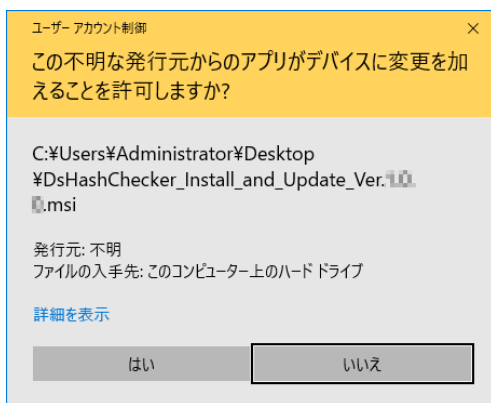 ユーザー アカウント制御
この不明な発行元からのアプリがデバイスに変更を加
えることを許可しますか?
C:¥Users¥Administrator¥Desktop
¥DsHashChecker_Install_and_Update_Ver.
.msi
発行元: 不明
ファイルの入手先: このコンピューター上のハード ドライブ
詳細を表示
はい
いいえ